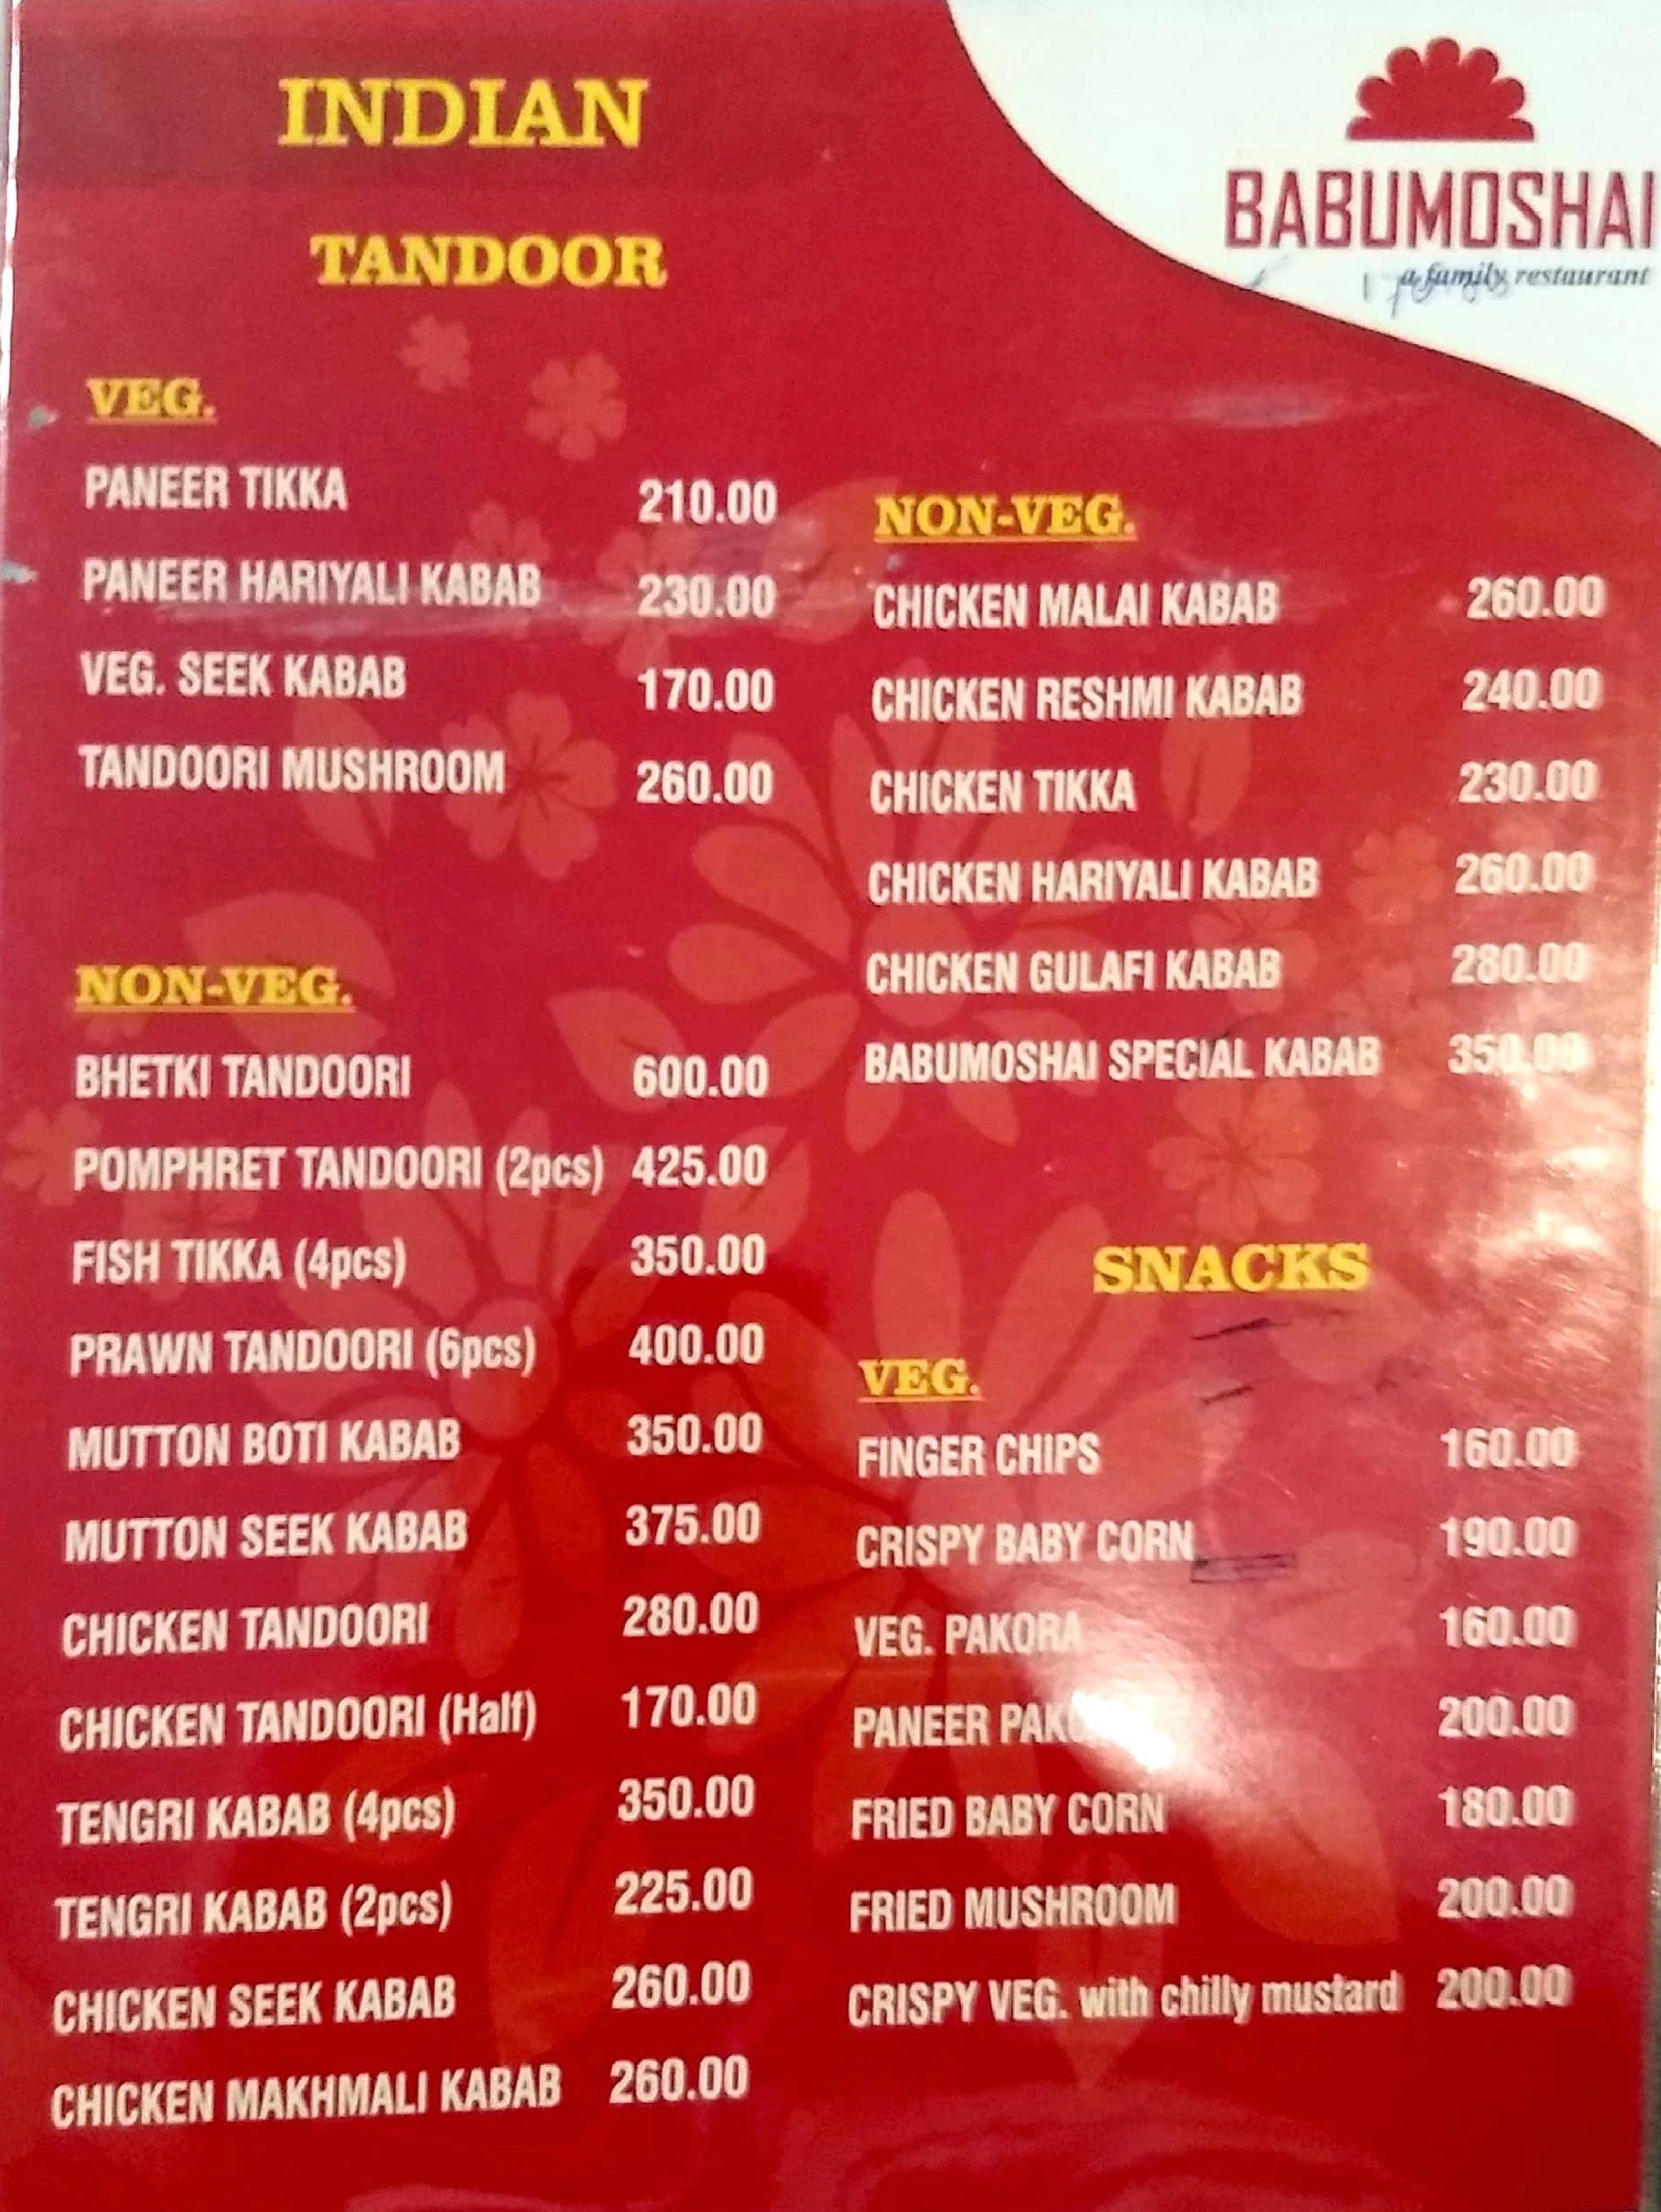 INDIAN
BABUMOSHAI
a family restaurant
TANDOOR
VEG.
PANEER TIKKA 210.00
PANEER HARIYALI KABAB 230.00
VEG. SEEK KABAB 170.00
TANDOORI MUSHROOM 260.00
NON-VEG.
BHETKI TANDOORI 600.00
POMPHRET TANDOORI (2pcs) 425.00
FISH TIKKA (4pcs) 350.00
PRAWN TANDOORI (6pcs) 400.00
MUTTON BOTI KABAB 350.00
MUTTON SEEK KABAB 375.00
CHICKEN TANDOORI 280.00
CHICKEN TANDOORI (Half) 170.00
TENGRI KABAB (4pcs) 350.00
TENGRI KABAB (2pcs) 225.00
CHICKEN SEEK KABAB 260.00
CHICKEN MAKHMALI KABAB 260.00
NON-VEG.
CHICKEN MALAI KABAB 260.00
CHICKEN RESHMI KABAB 240.00
CHICKEN TIKKA 230.00
CHICKEN HARIYALI KABAB 260.00
CHICKEN GULAFI KABAB 280.00
BABUMOSHAI SPECIAL KABAB 350.00
SNACKS
VEG.
FINGER CHIPS 160.00
CRISPY BABY CORN 190.00
VEG. PAKORA 160.00
PANEER 200.00
FRIED BABY CORN 180.00
FRIED MUSHROOM 200.00
CRISPY VEG. with chilly mustard 200.00